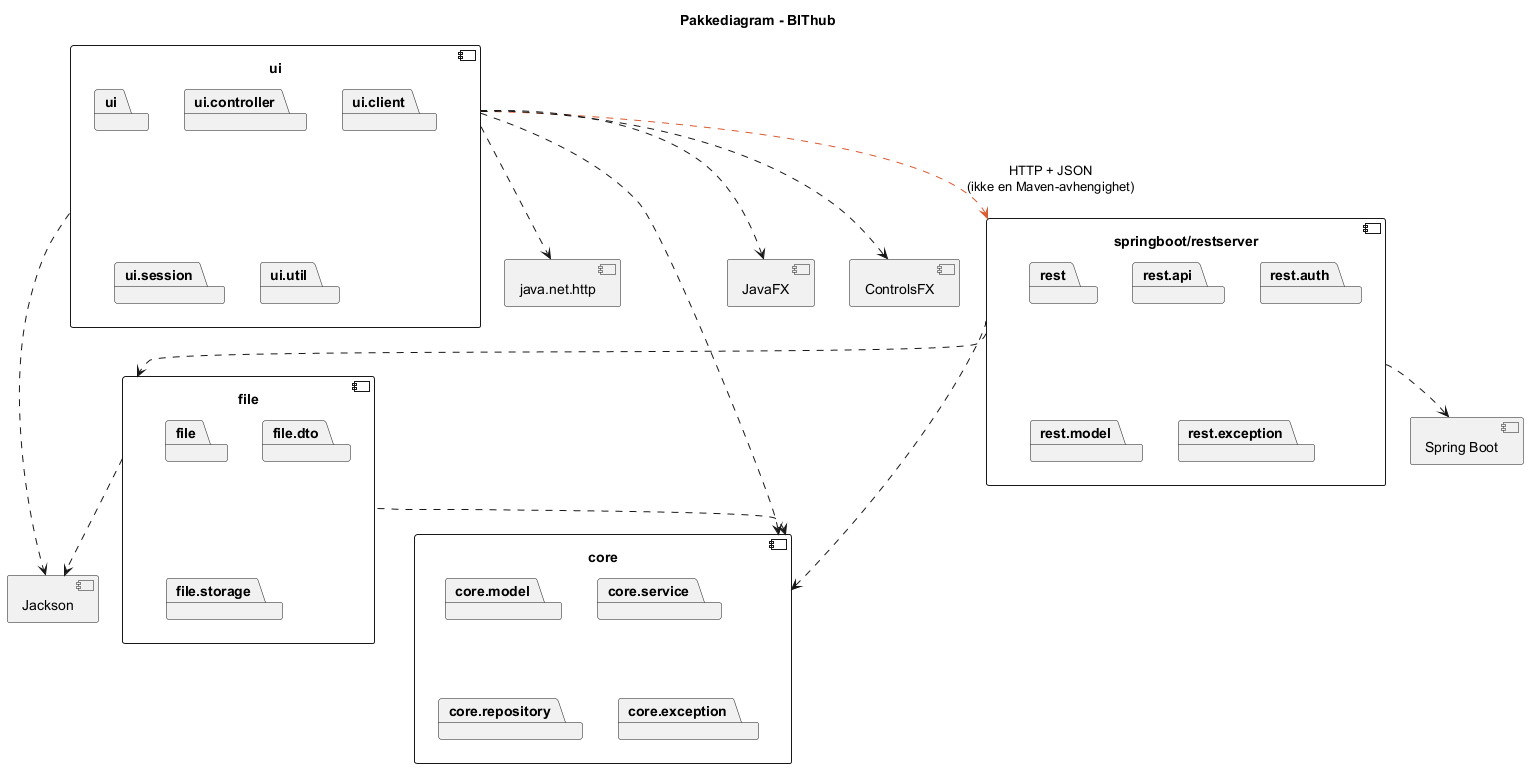 Pakkediagram - BIThub
ui
ui
ui.controller
ui.client
ui.session
ui.util
HTTP + JSON
(ikke en Maven-avhengighet)
java.net.http
JavaFX
ControlsFX
springboot/restserver
rest
rest.api
rest.auth
rest.model
rest.exception
Spring Boot
file
file
file.dto
file.storage
Jackson
core
core.model
core.service
core.repository
core.exception